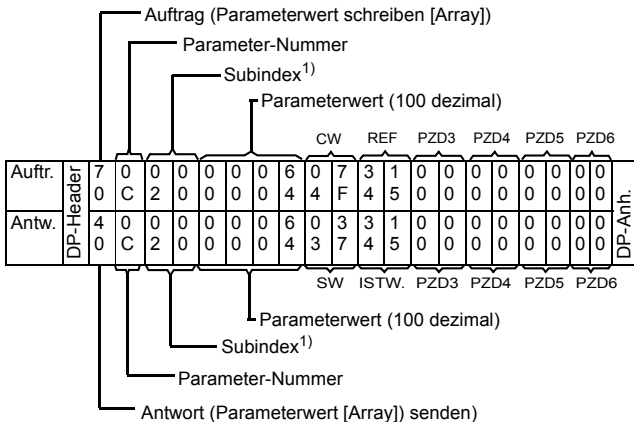 Auftrag (Parameterwert schreiben [Array])
Parameter-Nummer
Subindex1)
Parameterwert (100 dezimal)
CW REF PZD3 PZD4 PZD5 PZD6
Auftr. DP-Header 7 0 0 0 0 0 0 6 0 7 3 1 0 0 0 0 0 0 0 0 DP-Anh.
0 C 2 0 0 0 0 4 4 F 4 5 0 0 0 0 0 0 0 0
Antw. 4 0 0 0 0 0 0 6 0 3 3 1 0 0 0 0 0 0 0 0
0 C 2 0 0 0 0 4 3 7 4 5 0 0 0 0 0 0 0 0
SW ISTW. PZD3 PZD4 PZD5 PZD6
Parameterwert (100 dezimal)
Subindex1)
Parameter-Nummer
Antwort (Parameterwert [Array]) senden)